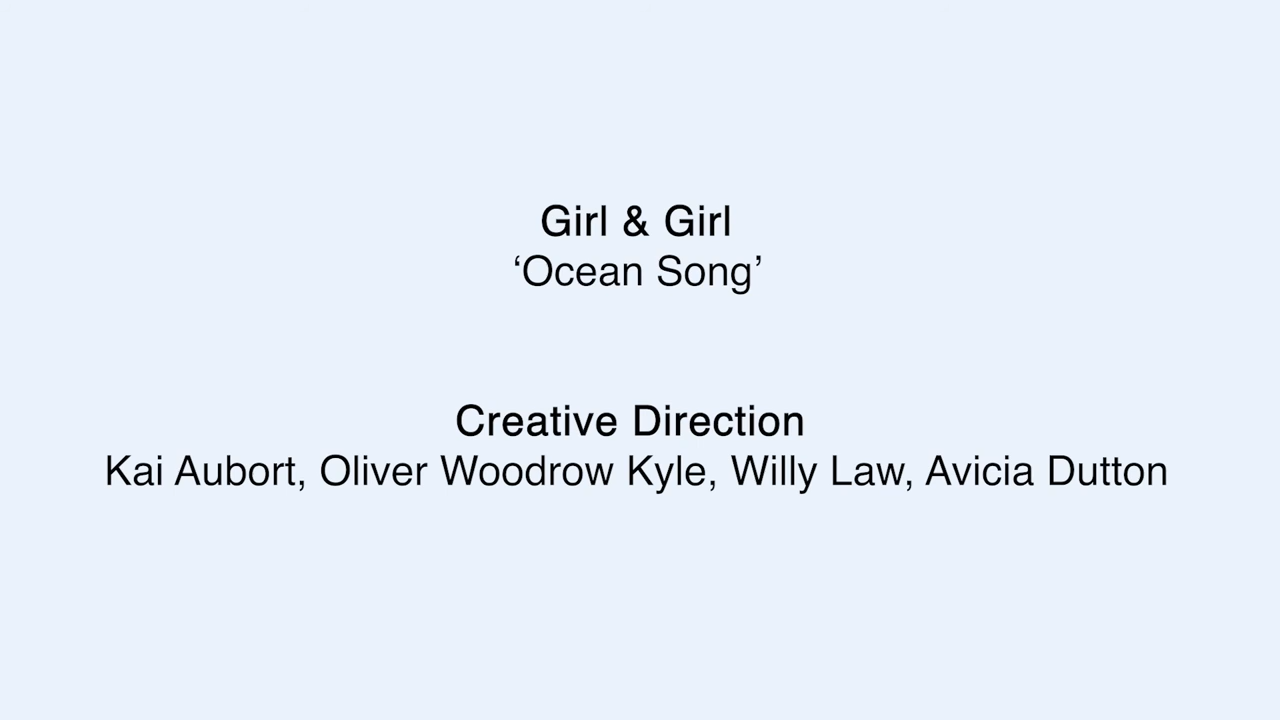 Girl & Girl
‘Ocean Song’
Creative Direction
Kai Aubort, Oliver Woodrow Kyle, Willy Law, Avicia Dutton